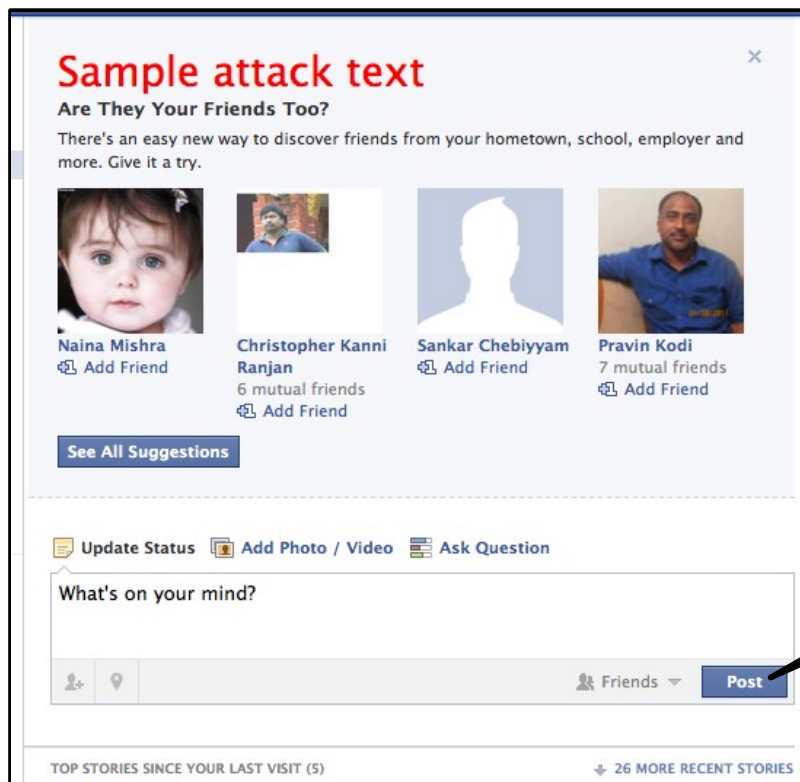 Sample attack text
Are They Your Friends Too?
There's an easy new way to discover friends from your hometown, school, employer and
more. Give it a try.
Naina Mishra
Add Friend
Christopher Kanni
Ranjan
6 mutual friends
Add Friend
Sankar Chebiyyam
Add Friend
Pravin Kodi
7 mutual friends
Add Friend
See All Suggestions
Update Status Add Photo / Video Ask Question
What's on your mind?
Friends Post
TOP STORIES SINCE YOUR LAST VISIT (5) 26 MORE RECENT STORIES